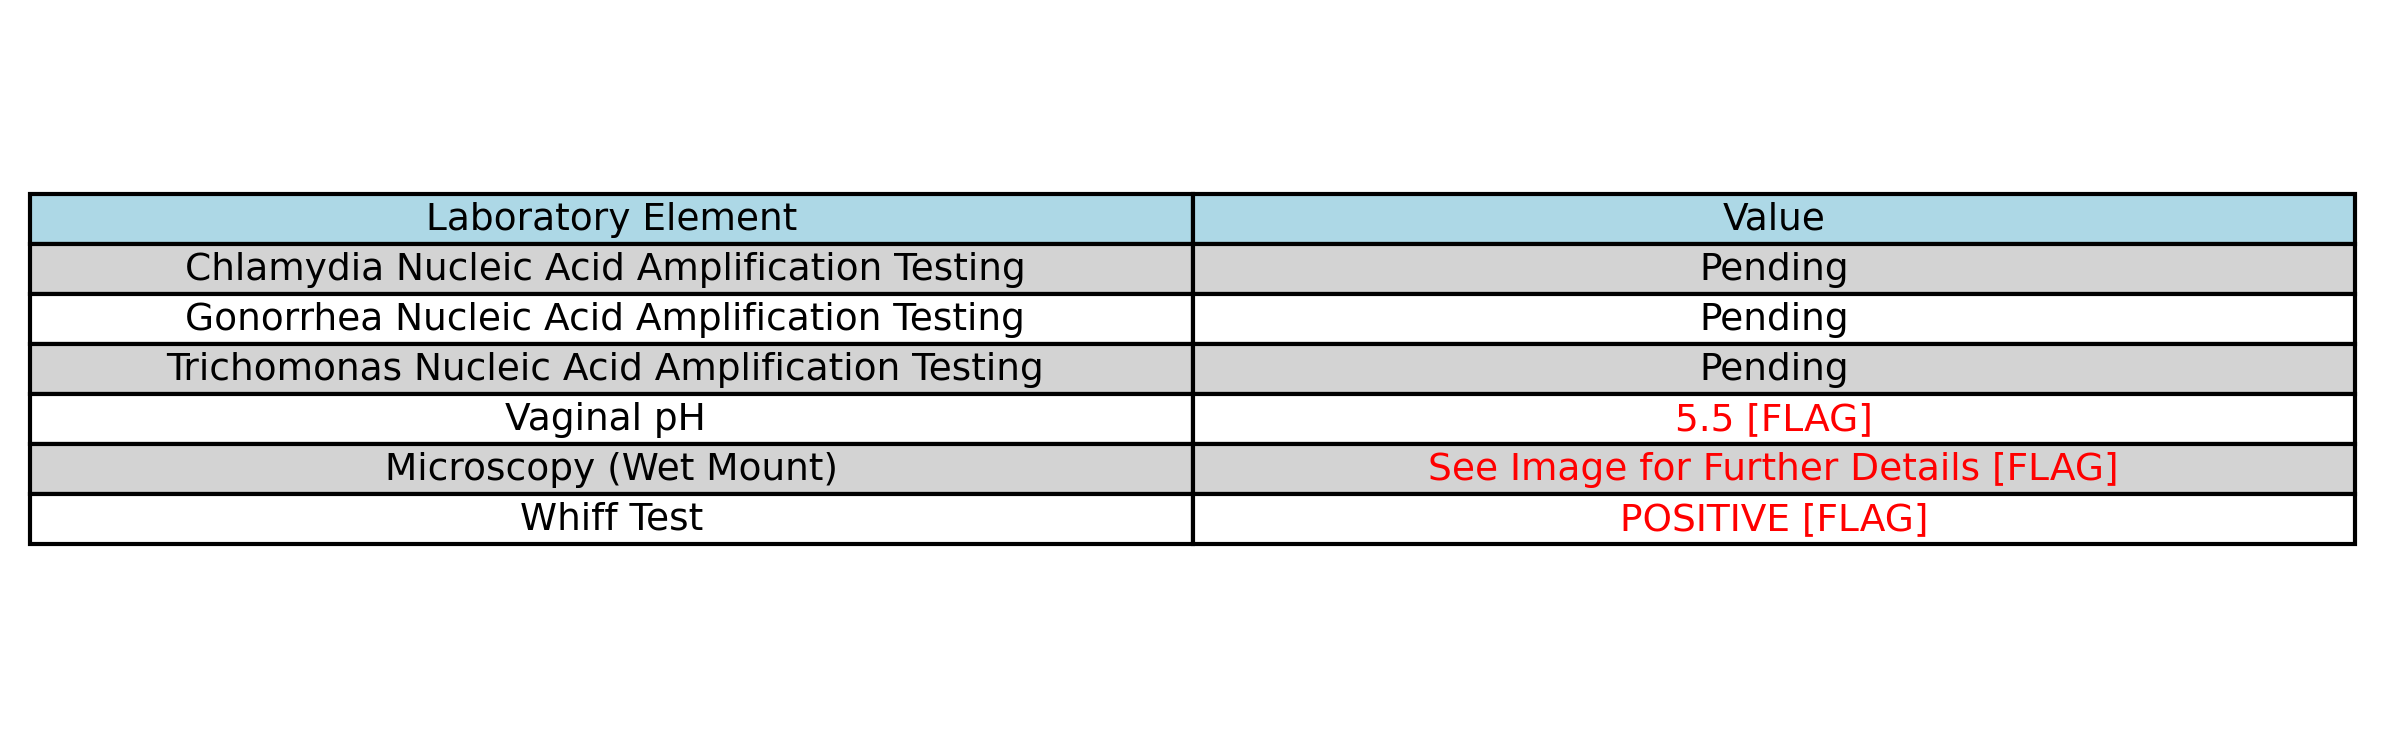 Laboratory Element Value
Chlamydia Nucleic Acid Amplification Testing Pending
Gonorrhea Nucleic Acid Amplification Testing Pending
Trichomonas Nucleic Acid Amplification Testing Pending
Vaginal pH 5.5 [FLAG]
Microscopy (Wet Mount) See Image for Further Details [FLAG]
Whiff Test POSITIVE [FLAG]